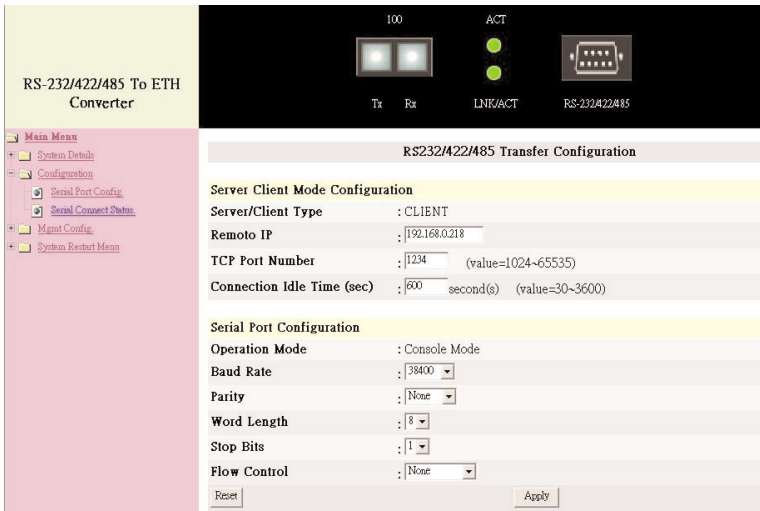 RS-232/422/485 To ETH
Converter
100
ACT
Tx Rx
LNK/ACT
RS-232/422/485
Main Menu
System Details
Configuration
Serial Port Config.
Serial Connect Status.
Mgmt Config.
System Restart Menu
RS232/422/485 Transfer Configuration
Server Client Mode Configuration
Server/Client Type : CLIENT
Remoto IP : 192.168.0.218
TCP Port Number : 1234 (value=1024~65535)
Connection Idle Time (sec) : 600 second(s) (value=30~3600)
Serial Port Configuration
Operation Mode : Console Mode
Baud Rate : 38400
Parity : None
Word Length : 8
Stop Bits : 1
Flow Control : None
Reset Apply